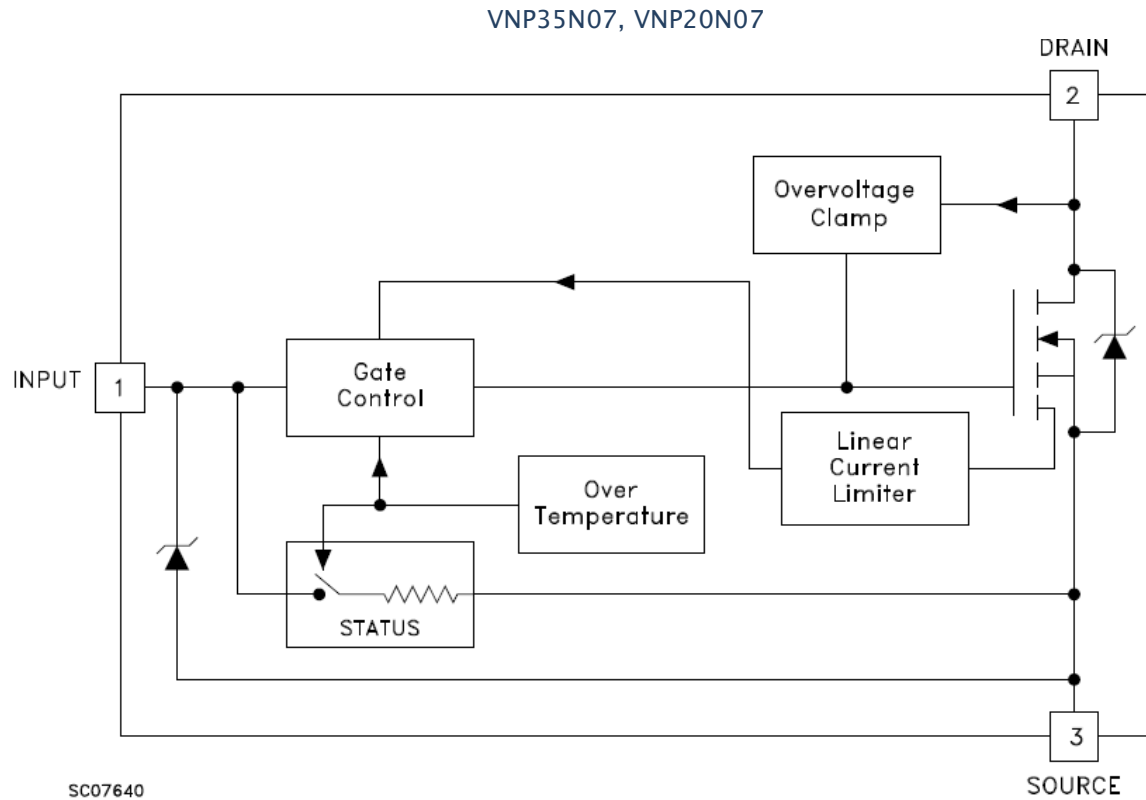 VNP35N07, VNP20N07
DRAIN
2
Overvoltage
Clamp
INPUT
1
Gate
Control
Linear
Current
Limiter
Over
Temperature
STATUS
3
SOURCE
SC07640